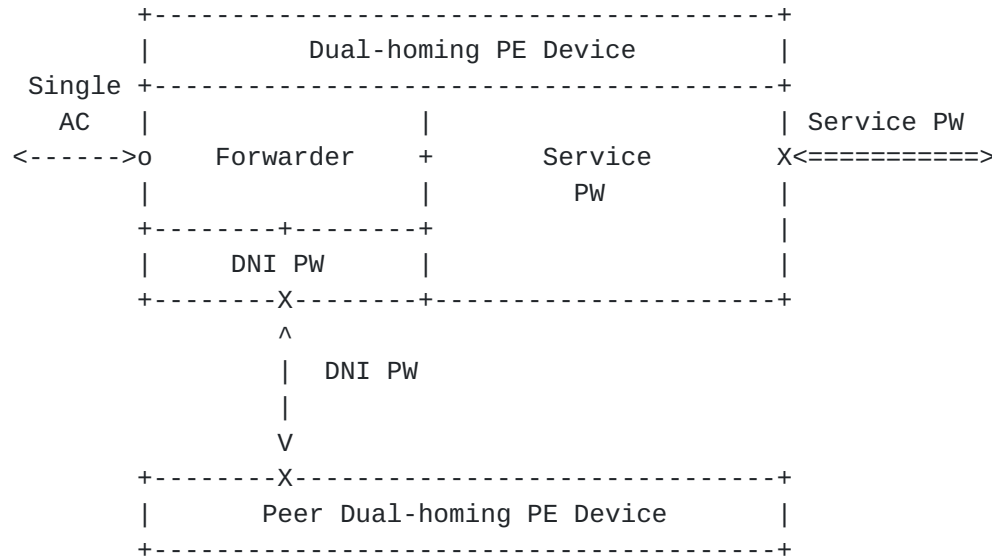 Dual-homing PE Device
Single
AC
Service PW
Forwarder
Service
PW
DNI PW
DNI PW
Peer Dual-homing PE Device